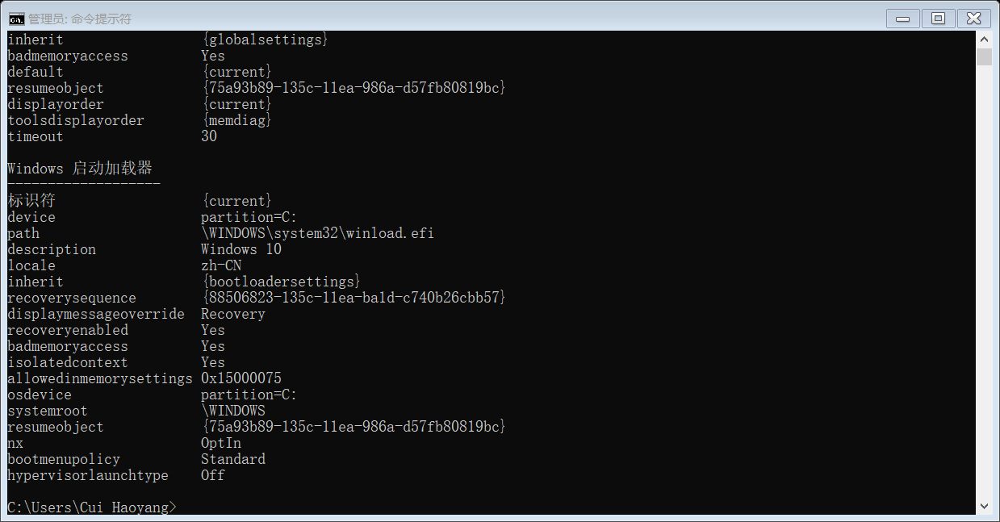 管理员: 命令提示符
inherit                 {globalsettings}
badmemoryaccess         Yes
default                 {current}
resumeobject            {75a93b89-135c-11ea-986a-d57fb80819bc}
displayorder            {current}
toolsdisplayorder       {memdiag}
timeout                 30
Windows 启动加载器
-------------------
标识符                  {current}
device                  partition=C:
path                    \WINDOWS\system32\winload.efi
description             Windows 10
locale                  zh-CN
inherit                 {bootloadersettings}
recoverysequence        {88506823-135c-11ea-ba1d-c740b26cbb57}
displaymessageoverride  Recovery
recoveryenabled         Yes
badmemoryaccess         Yes
isolatedcontext         Yes
allowedinmemorysettings 0x15000075
osdevice                partition=C:
systemroot              \WINDOWS
resumeobject            {75a93b89-135c-11ea-986a-d57fb80819bc}
nx                      OptIn
bootmenupolicy          Standard
hypervisorlaunchtype    Off
C:\Users\Cui Haoyang>